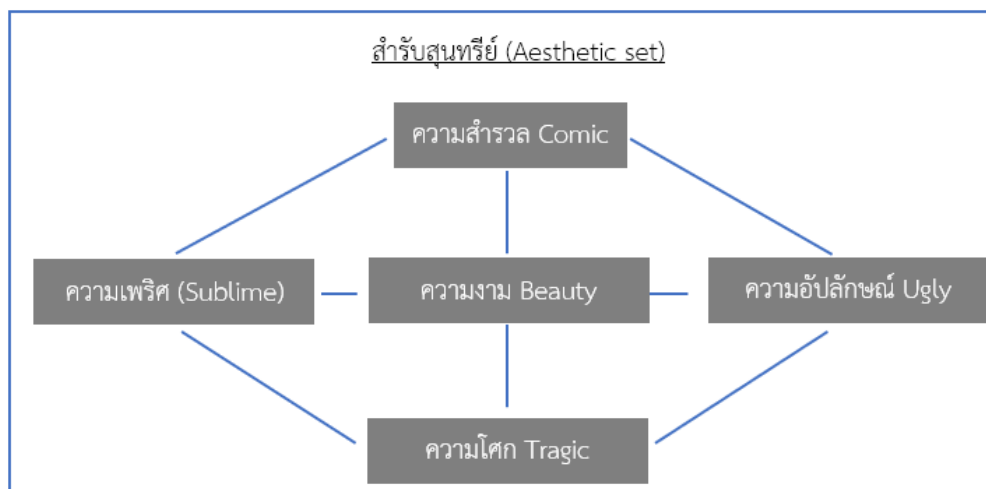 สำรับสุนทรีย์ (Aesthetic set)
ความสำรวล Comic
ความเพริศ (Sublime)
ความงาม Beauty
ความอัปลักษณ์ Ugly
ความโศก Tragic